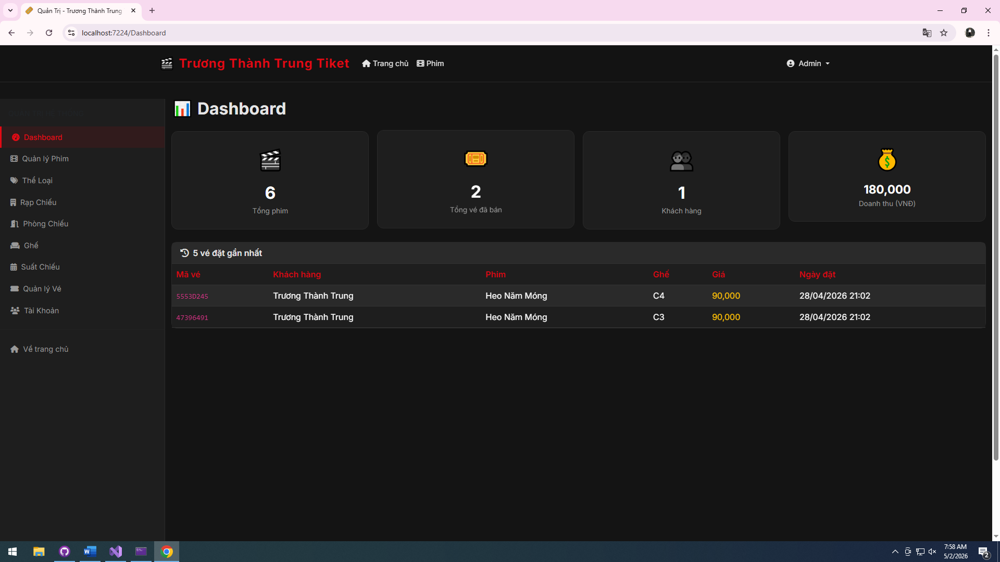 Quản Trị - Trương Thành Trung
localhost:7224/Dashboard
Trương Thành Trung Tiket
Trang chủ
Phim
Admin
QUẢN TRỊ HỆ THỐNG
Dashboard
Quản lý Phim
Thể Loại
Rạp Chiếu
Phòng Chiếu
Ghế
Suất Chiếu
Quản lý Vé
Tài Khoản
Về trang chủ
Dashboard
6
Tổng phim
2
Tổng vé đã bán
1
Khách hàng
180,000
Doanh thu (VNĐ)
5 vé đặt gần nhất
Mã vé Khách hàng Phim Ghế Giá Ngày đặt
5553D245 Trương Thành Trung Heo Năm Móng C4 90,000 28/04/2026 21:02
47396491 Trương Thành Trung Heo Năm Móng C3 90,000 28/04/2026 21:02
7:58 AM
5/2/2026
2